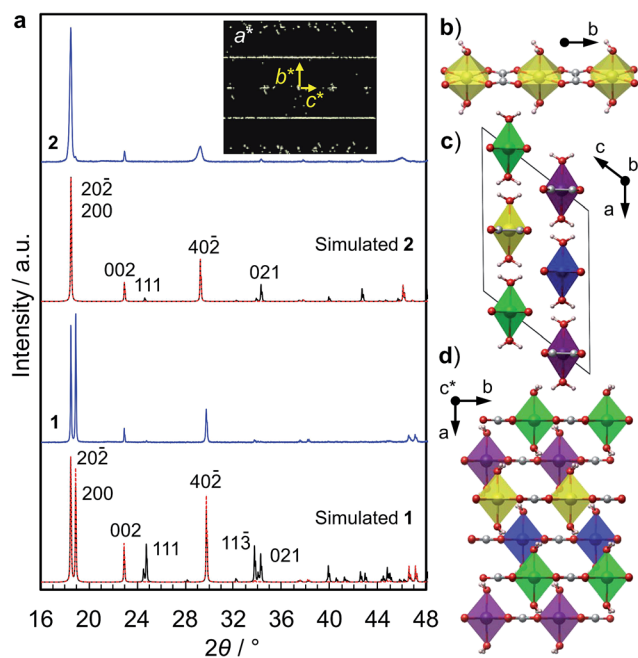 a
Intensity / a.u.
a*
b*
c*
2
202̄
200
002
111
402̄
021
Simulated 2
1
202̄
200
002
111
402̄
113̄
021
Simulated 1
16 20 24 28 32 36 40 44 48
2θ / °
b)
b
c)
c
b
a
d)
c*
b
a